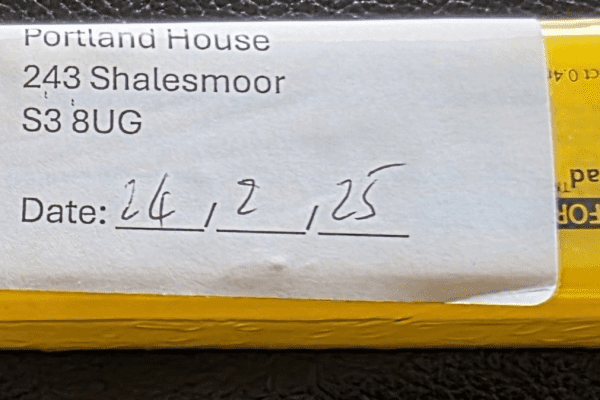 Portland House
243 Shalesmoor
S3 8UG
Date: 24, 2, 25